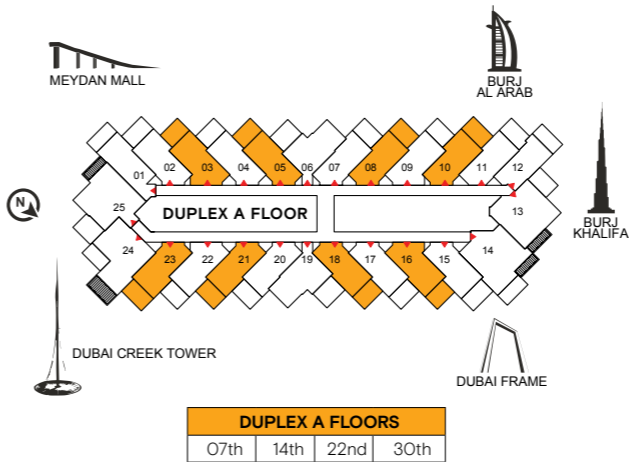 MEYDAN MALL
BURJ
AL ARAB
BURJ
KHALIFA
N
01 02 03 04 05 06 07 08 09 10 11 12
25 DUPLEX A FLOOR 13
24 23 22 21 20 19 18 17 16 15 14
DUBAI CREEK TOWER
DUBAI FRAME
DUPLEX A FLOORS
07th 14th 22nd 30th